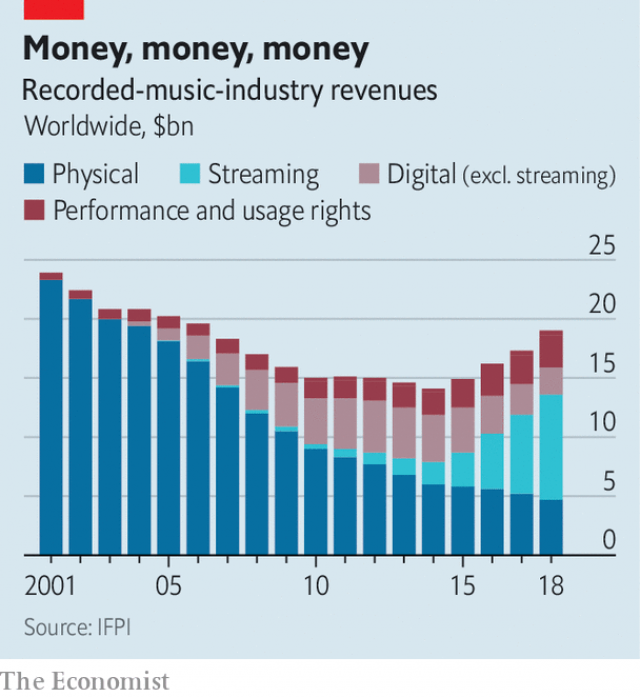 Money, money, money
Recorded-music-industry revenues
Worldwide, $bn
Physical Streaming Digital (excl. streaming)
Performance and usage rights
25
20
15
10
5
0
2001 05 10 15 18
Source: IFPI
The Economist